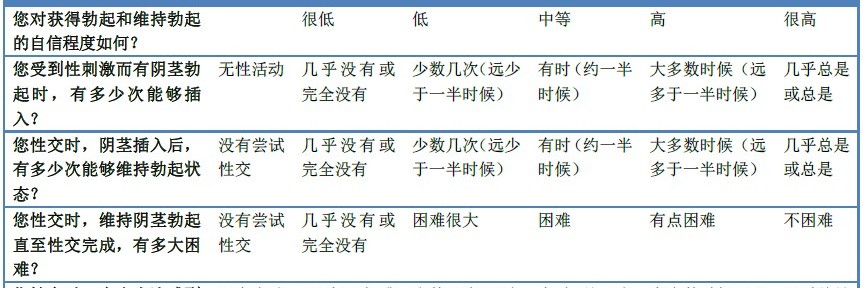 您对获得勃起和维持勃起 很低 低 中等 高 很高
的自信程度如何？
您受到性刺激而有阴茎勃 无性活动 几乎没有或 少数几次（远少 有时（约一半 大多数时候（远 几乎总是
起时，有多少次能够插 完全没有 于一半时候） 时候） 多于一半时候） 或总是
入？
您性交时，阴茎插入后， 没有尝试 几乎没有或 少数几次（远少 有时（约一半 大多数时候（远 几乎总是
有多少次能够维持勃起状 性交 完全没有 于一半时候） 时候） 多于一半时候） 或总是
态？
您性交时，维持阴茎勃起 没有尝试 几乎没有或 困难很大 困难 有点困难 不困难
直至性交完成，有多大困 性交 完全没有
难？